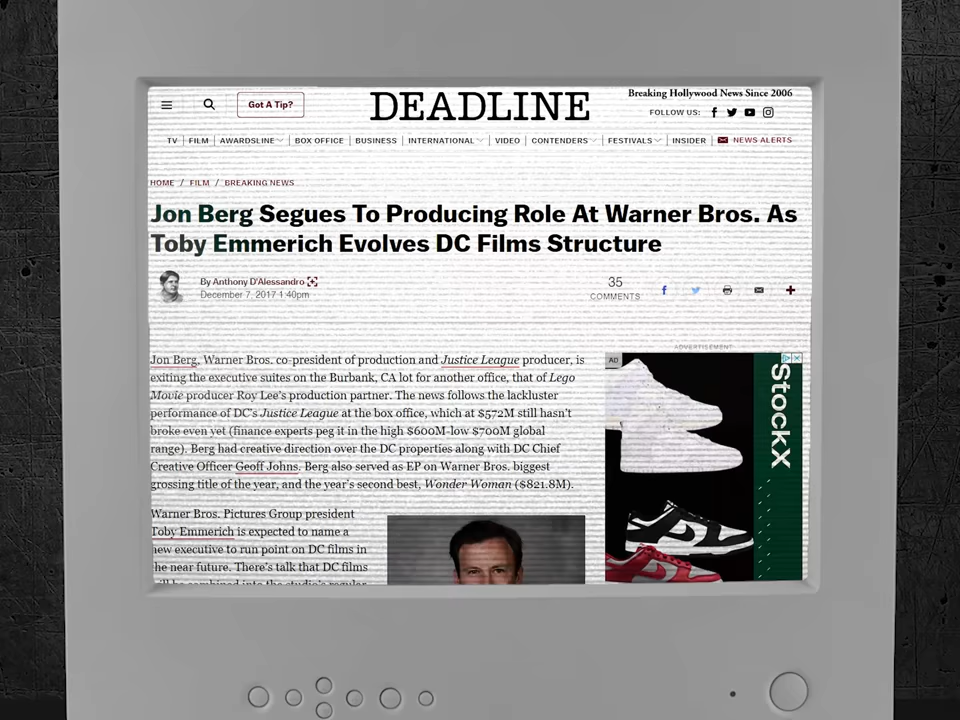 Got A Tip?
DEADLINE
Breaking Hollywood News Since 2006
FOLLOW US:
TV FILM AWARDSLINE BOX OFFICE BUSINESS INTERNATIONAL VIDEO CONTENDERS FESTIVALS INSIDER NEWS ALERTS
HOME / FILM / BREAKING NEWS
Jon Berg Segues To Producing Role At Warner Bros. As
Toby Emmerich Evolves DC Films Structure
By Anthony D'Alessandro
December 7, 2017 1:40pm
35
COMMENTS
Jon Berg, Warner Bros. co-president of production and Justice League producer, is
exiting the executive suites on the Burbank, CA lot for another office, that of Lego
Movie producer Roy Lee's production partner. The news follows the lackluster
performance of DC's Justice League at the box office, which at $572M still hasn't
broke even yet (finance experts peg it in the high $600M-low $700M global
range). Berg had creative direction over the DC properties along with DC Chief
Creative Officer Geoff Johns. Berg also served as EP on Warner Bros. biggest
grossing title of the year, and the year's second best, Wonder Woman ($821.8M).
Warner Bros. Pictures Group president
Toby Emmerich is expected to name a
new executive to run point on DC films in
the near future. There's talk that DC films
ADVERTISEMENT
AD
StockX